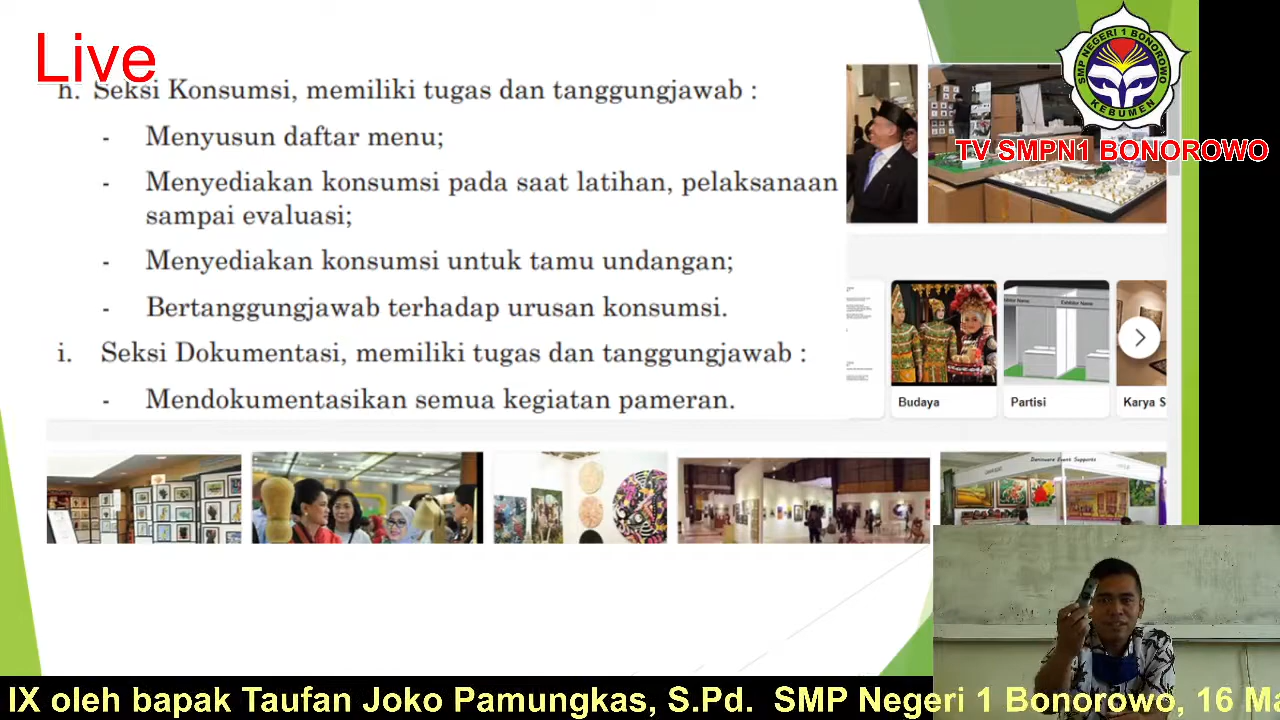 Live
h. Seksi Konsumsi, memiliki tugas dan tanggungjawab :
- Menyusun daftar menu;
- Menyediakan konsumsi pada saat latihan, pelaksanaan
sampai evaluasi;
- Menyediakan konsumsi untuk tamu undangan;
- Bertanggungjawab terhadap urusan konsumsi.
i. Seksi Dokumentasi, memiliki tugas dan tanggungjawab :
- Mendokumentasikan semua kegiatan pameran.
SMP NEGERI 1 BONOROWO
KEBUMEN
TV SMPN1 BONOROWO
Exhibitor Name
Budaya
Partisi
Karya S
IX oleh bapak Taufan Joko Pamungkas, S.Pd. SMP Negeri 1 Bonorowo, 16 Ma